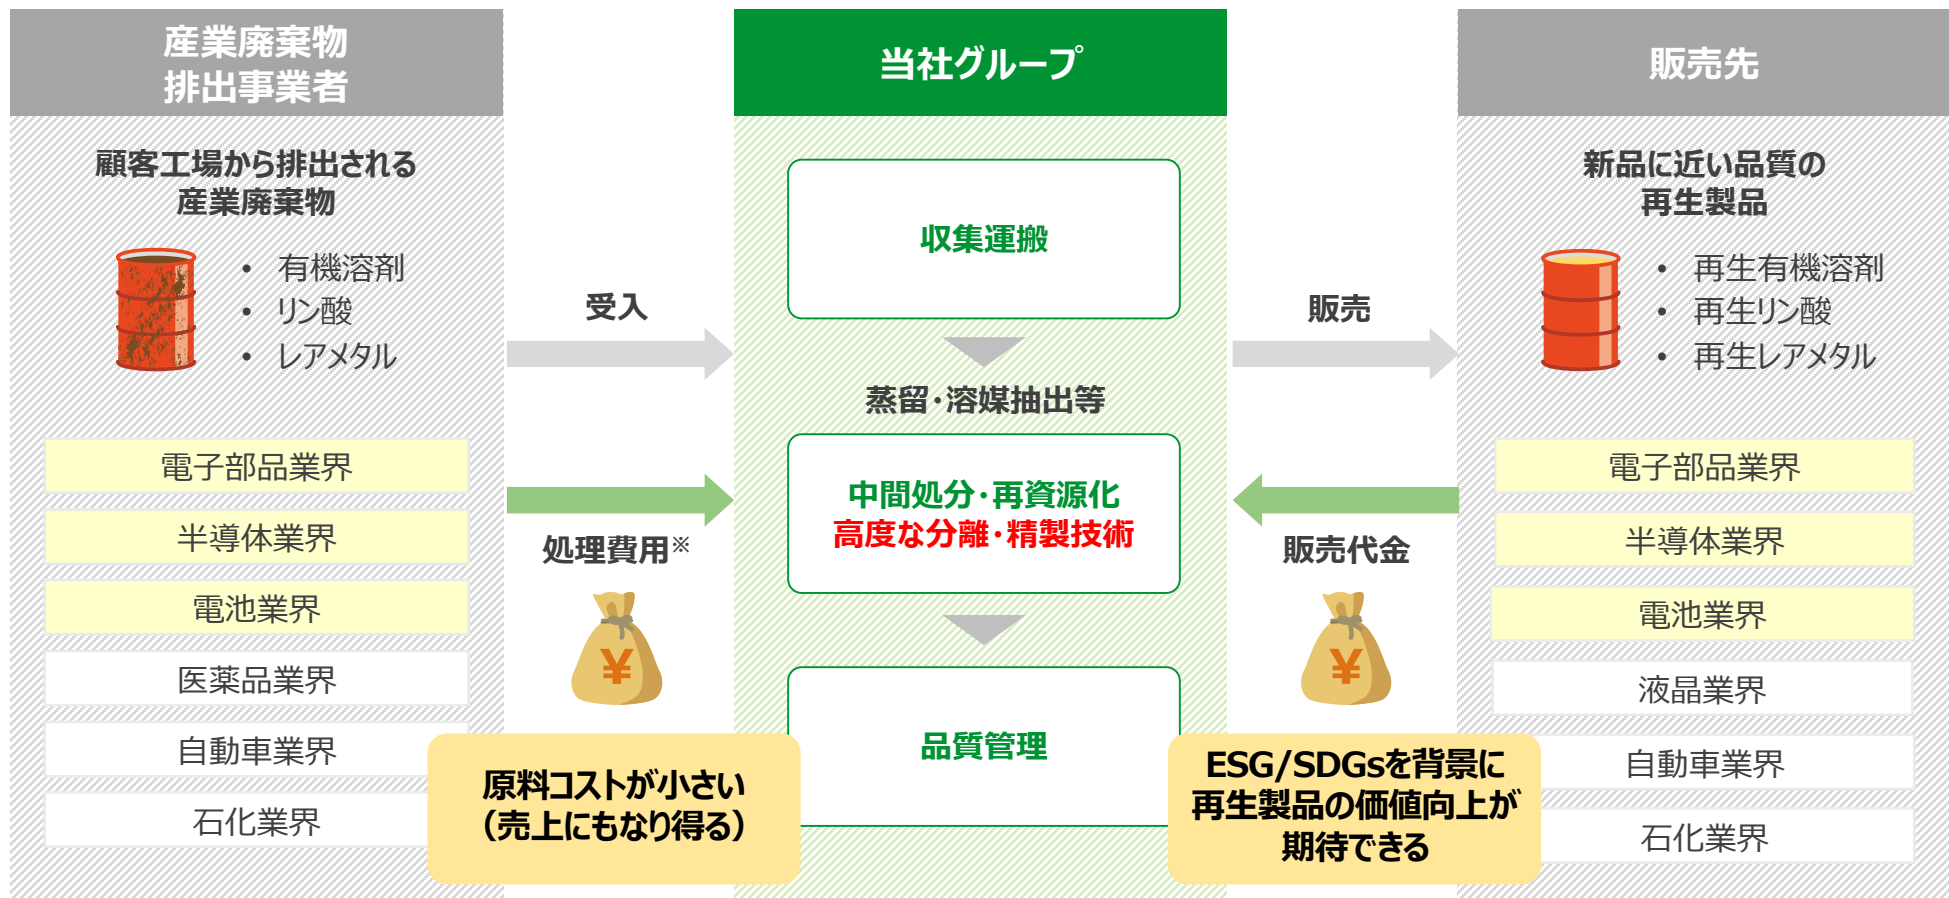 産業廃棄物
排出事業者
顧客工場から排出される
産業廃棄物
• 有機溶剤
• リン酸
• レアメタル
電子部品業界
半導体業界
電池業界
医薬品業界
自動車業界
石化業界
受入
処理費用※
¥
原料コストが小さい
（売上にもなり得る）
当社グループ
収集運搬
蒸留・溶媒抽出等
中間処分・再資源化
高度な分離・精製技術
品質管理
販売
販売代金
¥
ESG/SDGsを背景に
再生製品の価値向上が
期待できる
販売先
新品に近い品質の
再生製品
• 再生有機溶剤
• 再生リン酸
• 再生レアメタル
電子部品業界
半導体業界
電池業界
液晶業界
自動車業界
石化業界